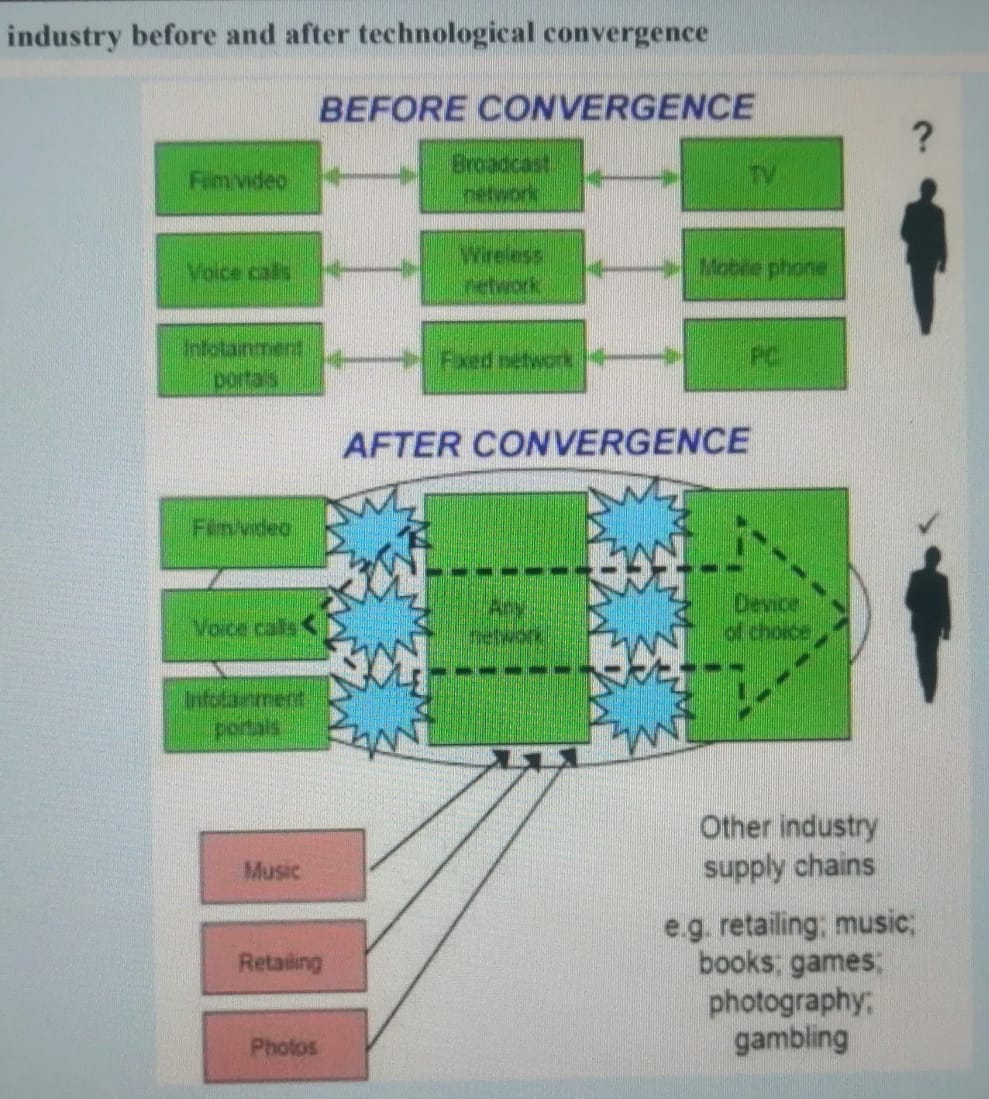 industry before and after technological convergence
BEFORE CONVERGENCE
?
Film/video
Broadcast
network
TV
Voice calls
Wireless
network
Mobile phone
Infotainment
portals
Fixed network
PC
AFTER CONVERGENCE
Film/video
Voice calls
Any
network
Device
of choice
Infotainment
portals
Music
Retailing
Photos
Other industry
supply chains
e.g. retailing; music;
books; games;
photography;
gambling